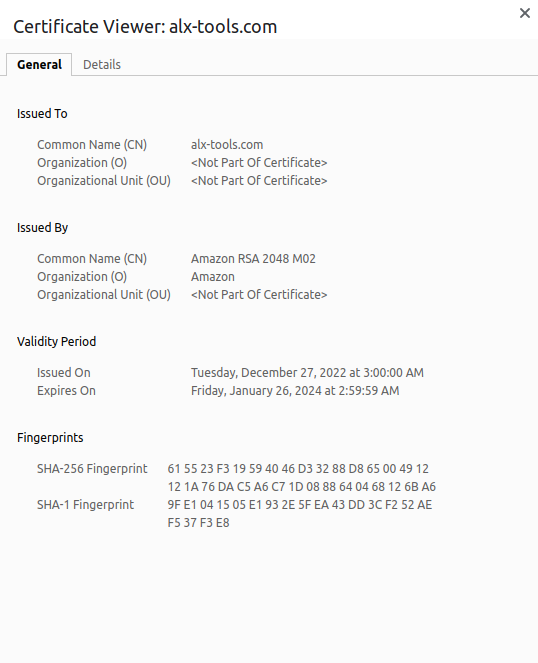 Certificate Viewer: alx-tools.com
General Details
Issued To
Common Name (CN) alx-tools.com
Organization (O) <Not Part Of Certificate>
Organizational Unit (OU) <Not Part Of Certificate>
Issued By
Common Name (CN) Amazon RSA 2048 M02
Organization (O) Amazon
Organizational Unit (OU) <Not Part Of Certificate>
Validity Period
Issued On Tuesday, December 27, 2022 at 3:00:00 AM
Expires On Friday, January 26, 2024 at 2:59:59 AM
Fingerprints
SHA-256 Fingerprint 61 55 23 F3 19 59 40 46 D3 32 88 D8 65 00 49 12
12 1A 76 DA C5 A6 C7 1D 08 88 64 04 68 12 6B A6
SHA-1 Fingerprint 9F E1 04 15 05 E1 93 2E 5F EA 43 DD 3C F2 52 AE
F5 37 F3 E8